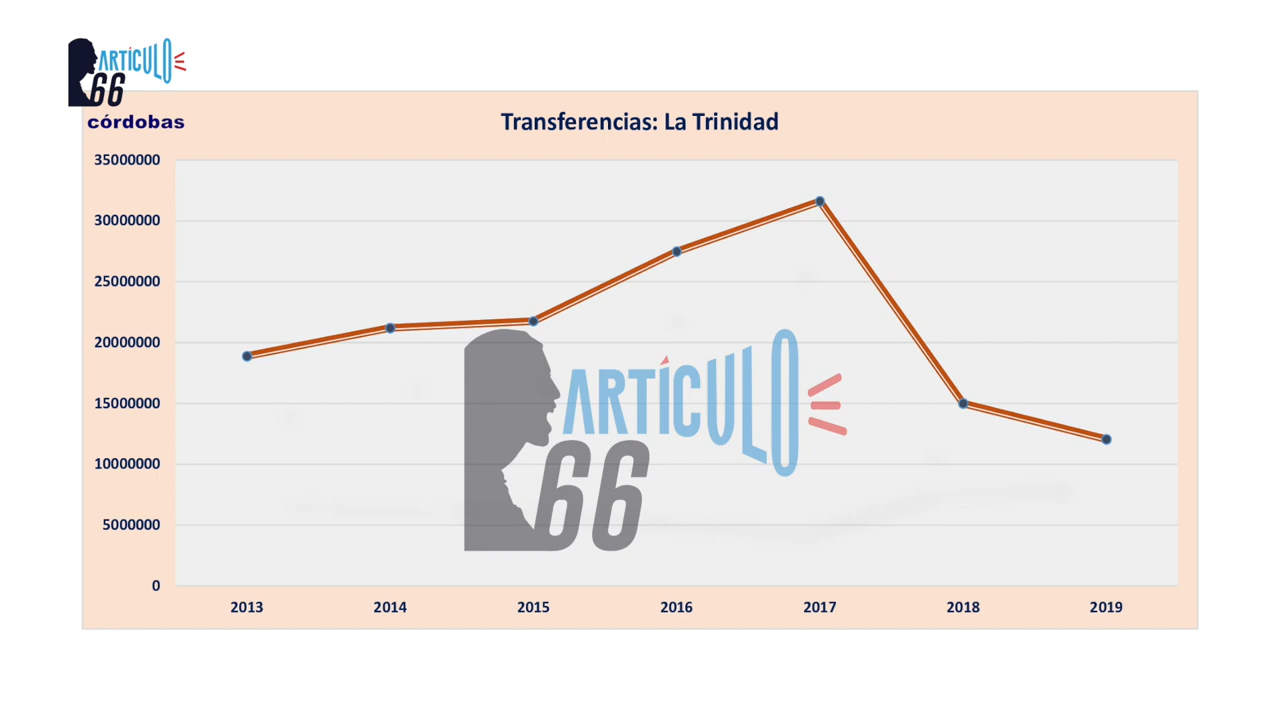 ARTÍCULO
66
córdobas
Transferencias: La Trinidad
35000000
30000000
25000000
20000000
15000000
10000000
5000000
0
ARTÍCULO
66
2013 2014 2015 2016 2017 2018 2019